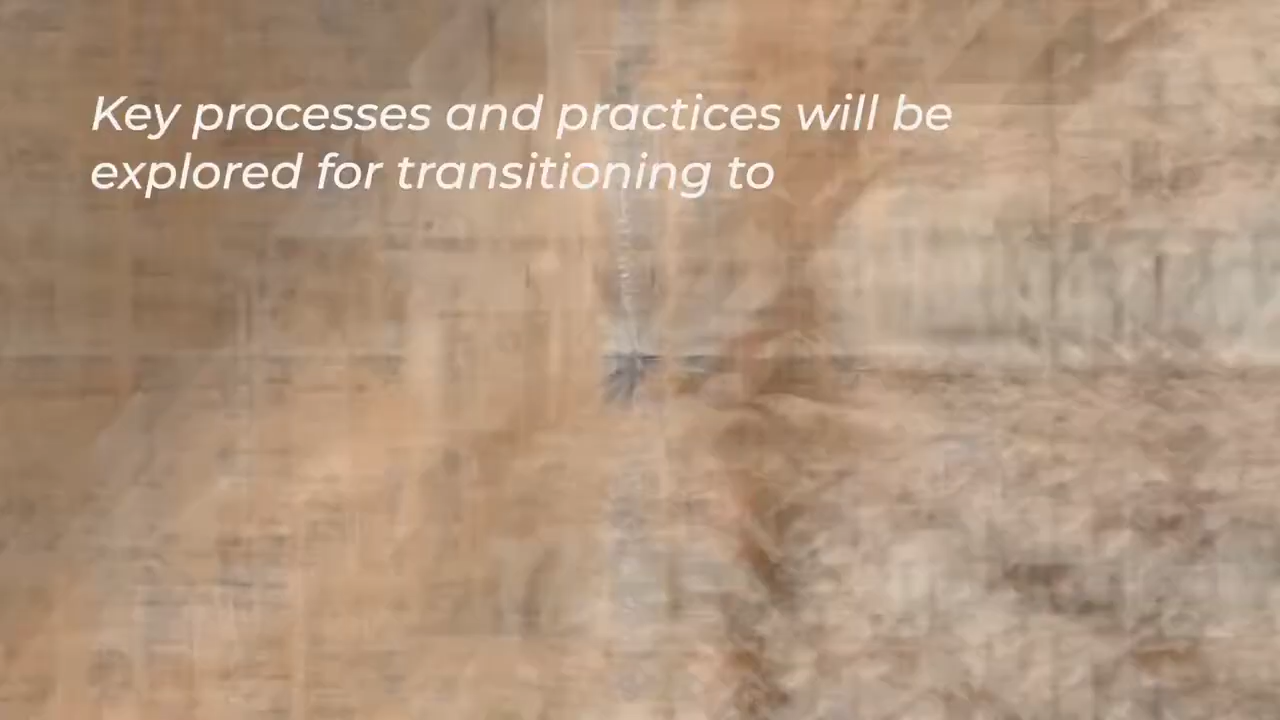 Key processes and practices will be
explored for transitioning to